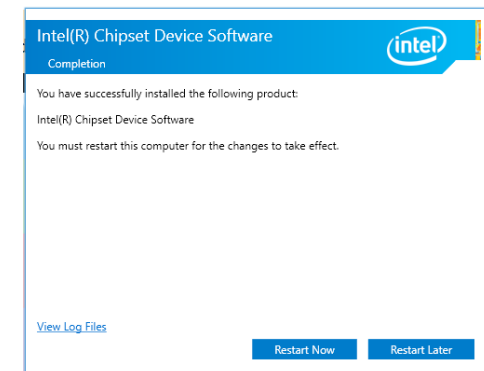 Intel(R) Chipset Device Software
Completion
intel
You have successfully installed the following product:
Intel(R) Chipset Device Software
You must restart this computer for the changes to take effect.
View Log Files
Restart Now
Restart Later